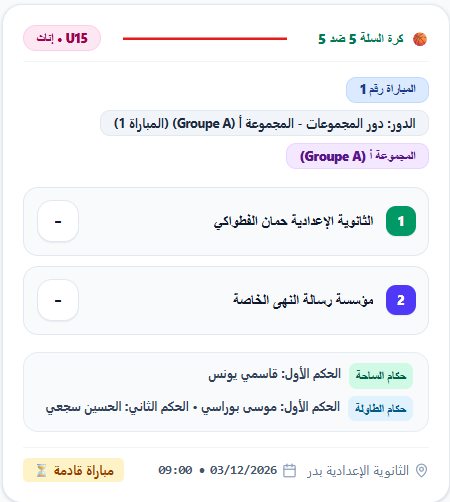 🏀 كرة السلة 5 ضد 5
U15 • إناث
المباراة رقم 1
الدور: دور المجموعات - المجموعة أ (Groupe A) (المباراة 1)
المجموعة أ (Groupe A)
1 الثانوية الإعدادية حمان الفطواكي -
2 مؤسسة رسالة النهى الخاصة -
حكام الساحة الحكم الأول: قاسمي يونس
حكام الطاولة الحكم الأول: موسى بوراسي • الحكم الثاني: الحسين سجعي
الثانوية الإعدادية بدر 03/12/2026 • 09:00
مباراة قادمة ⏳